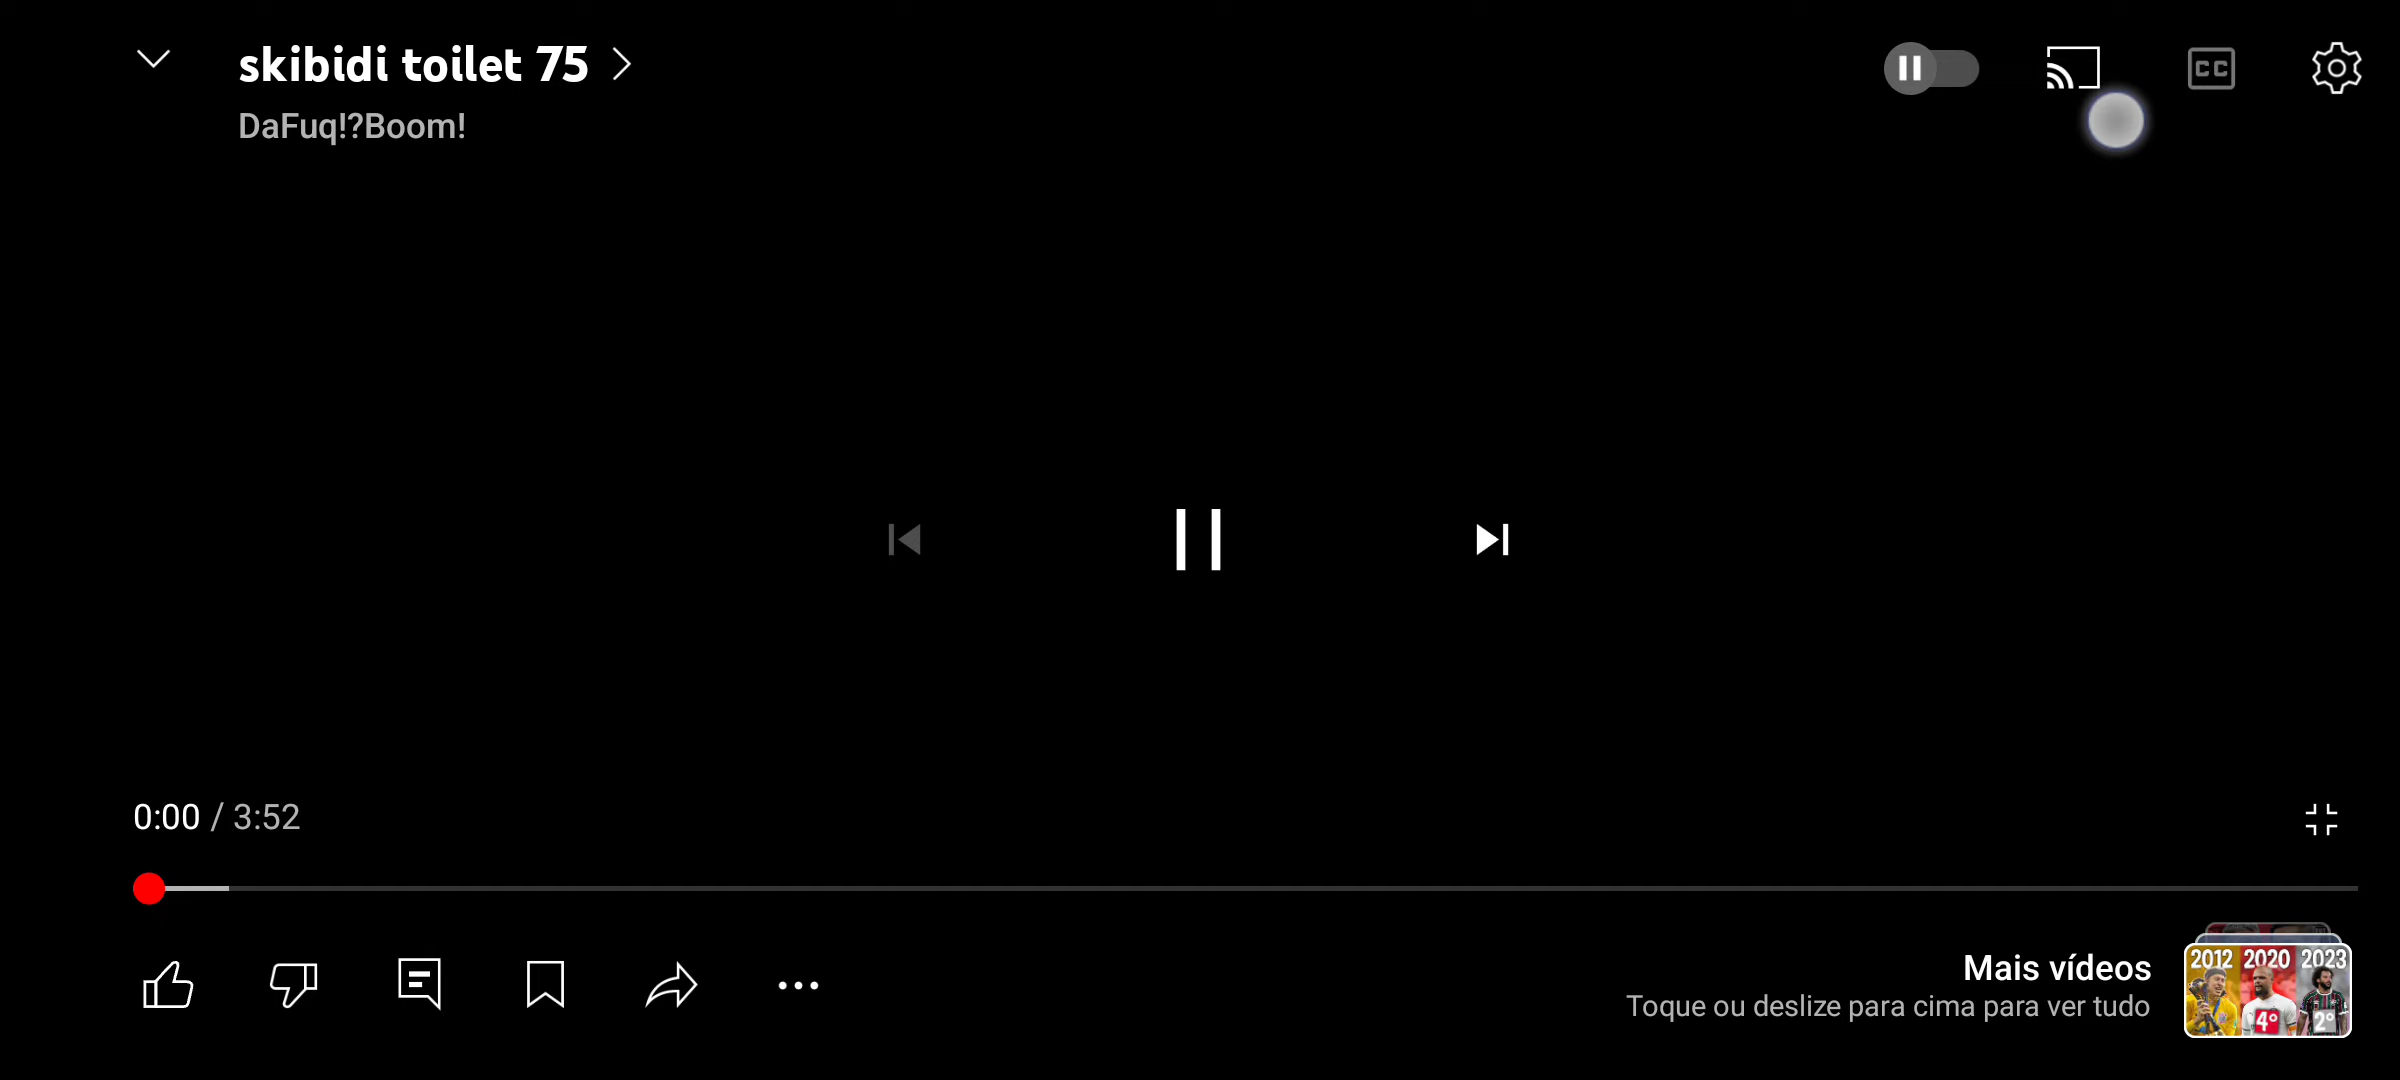 skibidi toilet 75
DaFuq!?Boom!
CC
0:00 / 3:52
Mais vídeos
Toque ou deslize para cima para ver tudo
2012 2020 2023
4º 2º